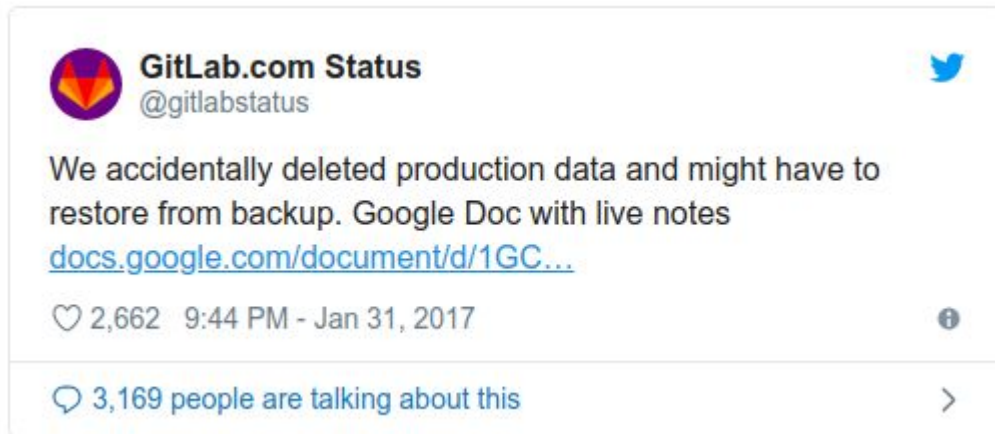 GitLab.com Status
@gitlabstatus
We accidentally deleted production data and might have to
restore from backup. Google Doc with live notes
docs.google.com/document/d/1GC…
2,662 9:44 PM - Jan 31, 2017
3,169 people are talking about this